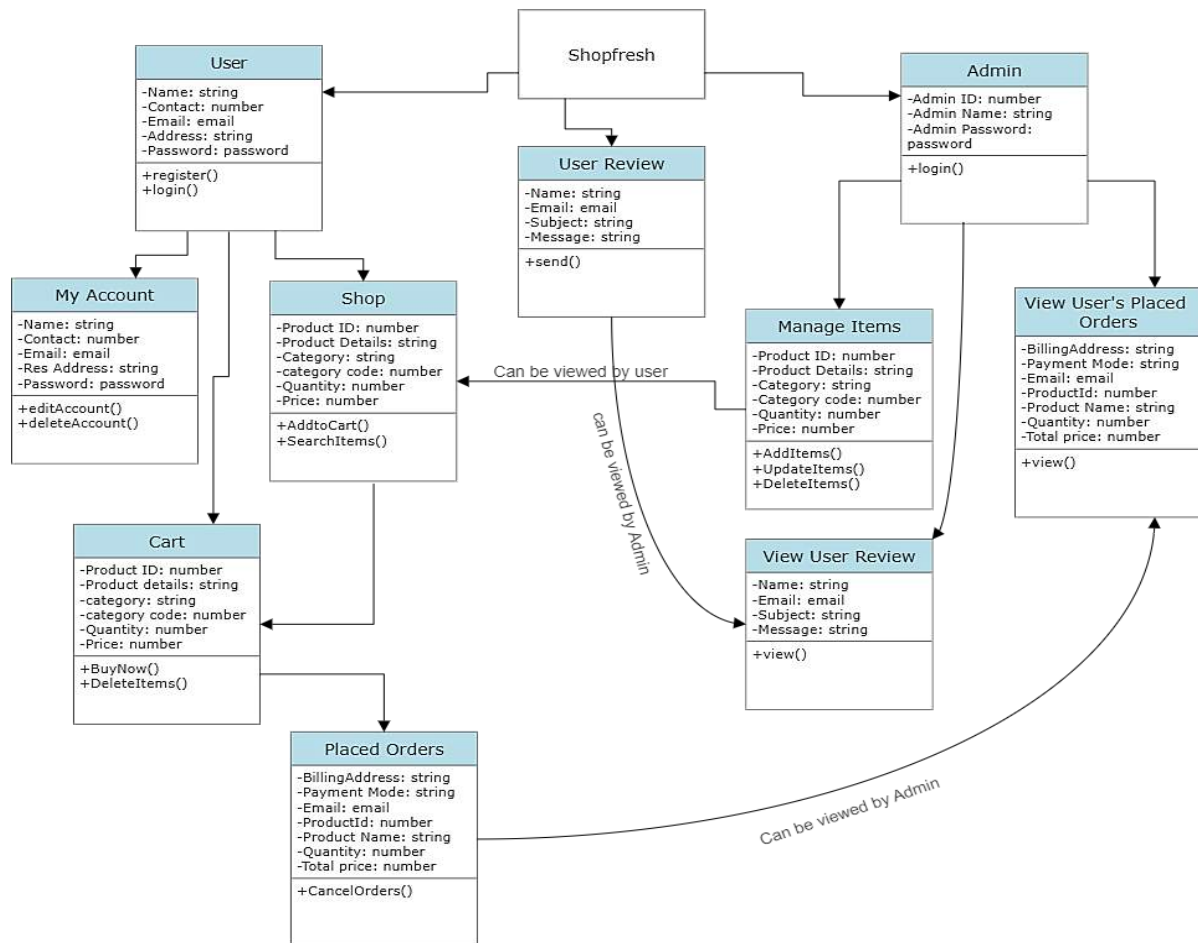 Shopfresh
User
-Name: string
-Contact: number
-Email: email
-Address: string
-Password: password
+register()
+login()
User Review
-Name: string
-Email: email
-Subject: string
-Message: string
+send()
Admin
-Admin ID: number
-Admin Name: string
-Admin Password:
password
+login()
My Account
-Name: string
-Contact: number
-Email: email
-Res Address: string
-Password: password
+editAccount()
+deleteAccount()
Shop
-Product ID: number
-Product Details: string
-Category: string
-category code: number
-Quantity: number
-Price: number
+AddtoCart()
+SearchItems()
Can be viewed by user
can be viewed by Admin
Manage Items
-Product ID: number
-Product Details: string
-Category: string
-Category code: number
-Quantity: number
-Price: number
+AddItems()
+UpdateItems()
+DeleteItems()
View User's Placed
Orders
-BillingAddress: string
-Payment Mode: string
-Email: email
-ProductId: number
-Product Name: string
-Quantity: number
-Total price: number
+view()
Cart
-Product ID: number
-Product details: string
-category: string
-category code: number
-Quantity: number
-Price: number
+BuyNow()
+DeleteItems()
View User Review
-Name: string
-Email: email
-Subject: string
-Message: string
+view()
Placed Orders
-BillingAddress: string
-Payment Mode: string
-Email: email
-ProductId: number
-Product Name: string
-Quantity: number
-Total price: number
+CancelOrders()
Can be viewed by Admin